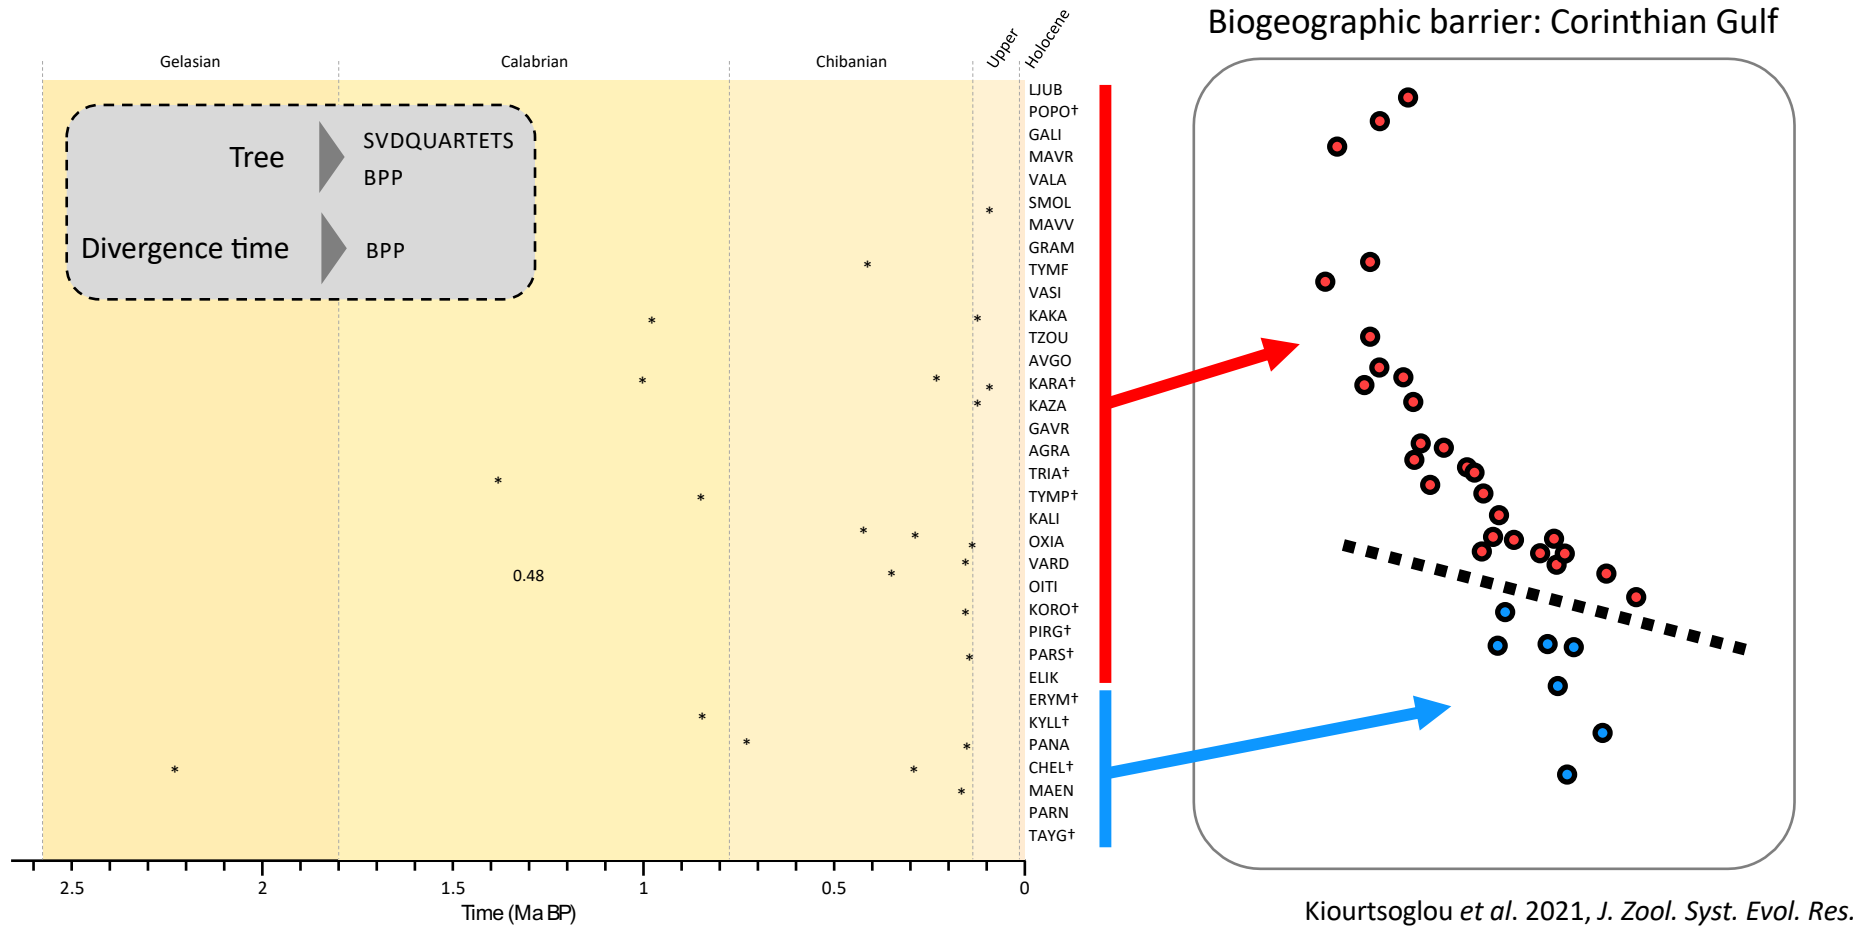 Biogeographic barrier: Corinthian Gulf
Gelasian
Calabrian
Chibanian
Upper
Holocene
Tree
SVDQUARTETS
BPP
Divergence time
BPP
LJUB
POPO†
GALI
MAVR
VALA
SMOL
MAVV
GRAM
TYMF
VASI
KAKA
TZOU
AVGO
KARA†
KAZA
GAVR
AGRA
TRIA†
TYMP†
KALI
OXIA
VARD
OITI
KORO†
PIRG†
PARS†
ELIK
ERYM†
KYLL†
PANA
CHEL†
MAEN
PARN
TAYG†
0.48
2.5 2 1.5 1 0.5 0
Time (Ma BP)
Kiourtsoglou et al. 2021, J. Zool. Syst. Evol. Res.